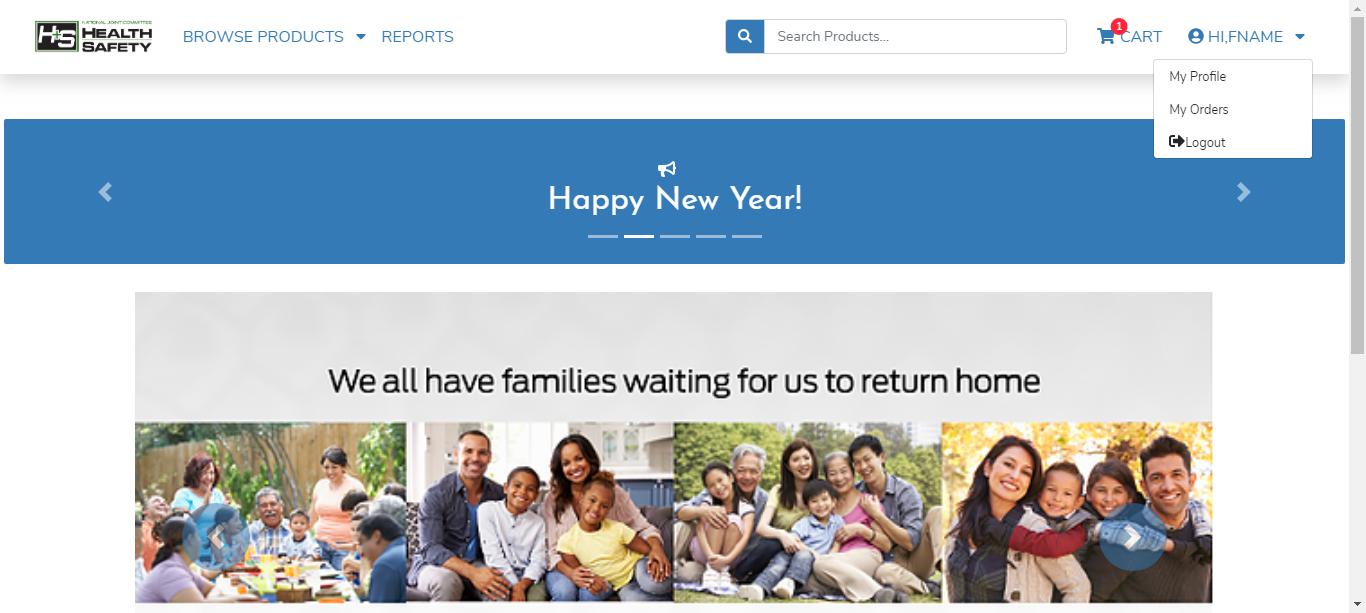 NATIONAL JOINT COMMITTEE
H+S HEALTH
SAFETY
BROWSE PRODUCTS
REPORTS
Search Products...
1
CART
HI,FNAME
My Profile
My Orders
Logout
Happy New Year!
We all have families waiting for us to return home